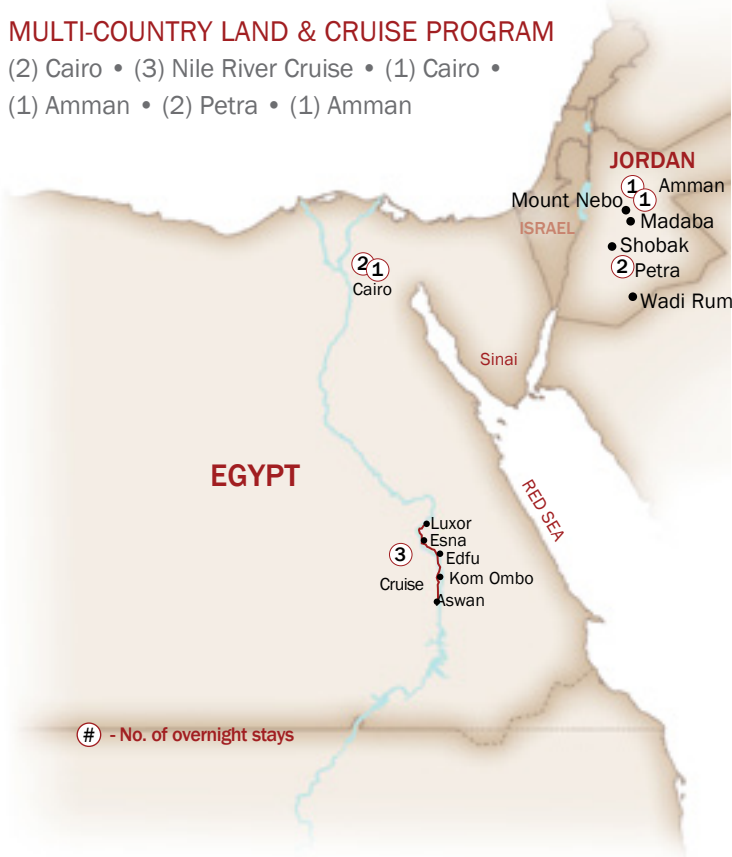 MULTI-COUNTRY LAND & CRUISE PROGRAM
(2) Cairo • (3) Nile River Cruise • (1) Cairo •
(1) Amman • (2) Petra • (1) Amman
JORDAN
1 Amman
Mount Nebo 1
Madaba
ISRAEL
Shobak
2 1
2 Petra
Cairo
Wadi Rum
Sinai
EGYPT
RED SEA
Luxor
Esna
3
Edfu
Cruise
Kom Ombo
Aswan
# - No. of overnight stays